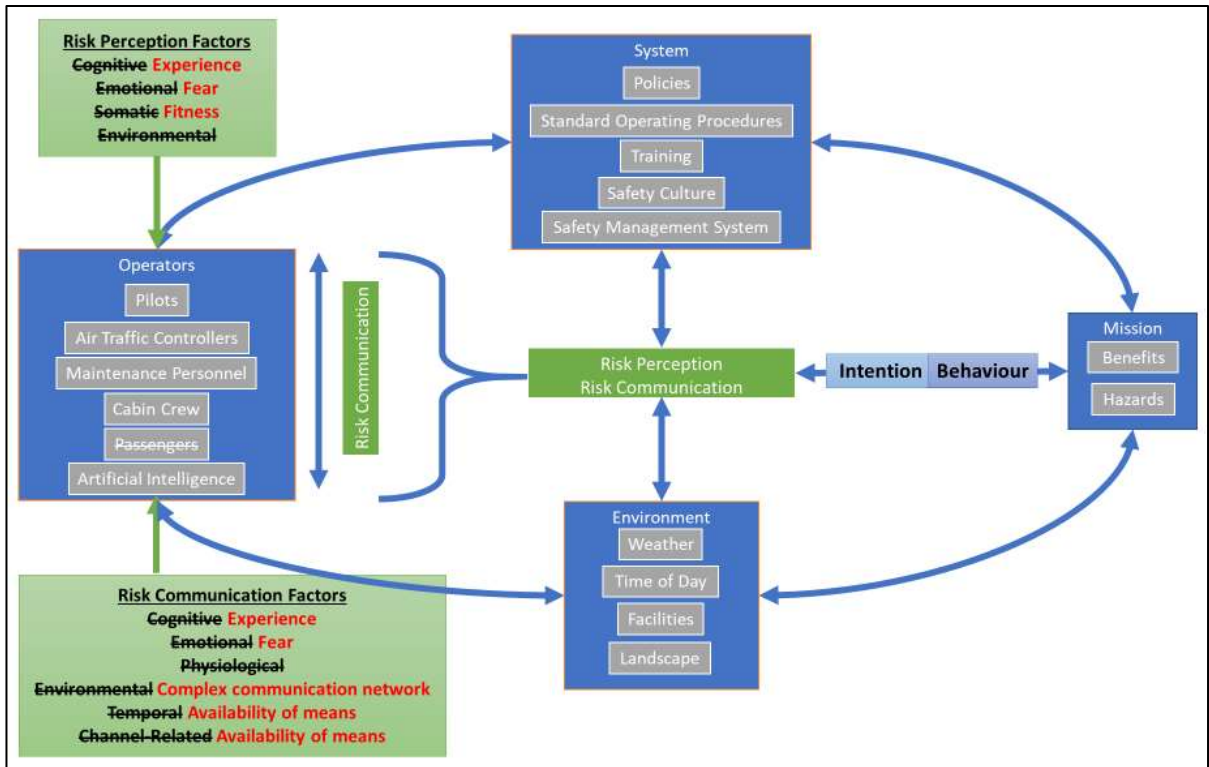 Risk Perception Factors
Cognitive Experience
Emotional Fear
Somatic Fitness
Environmental
System
Policies
Standard Operating Procedures
Training
Safety Culture
Safety Management System
Operators
Pilots
Air Traffic Controllers
Maintenance Personnel
Cabin Crew
Passengers
Artificial Intelligence
Risk Communication
Risk Perception
Risk Communication
Intention Behaviour
Mission
Benefits
Hazards
Environment
Weather
Time of Day
Facilities
Landscape
Risk Communication Factors
Cognitive Experience
Emotional Fear
Physiological
Environmental Complex communication network
Temporal Availability of means
Channel-Related Availability of means